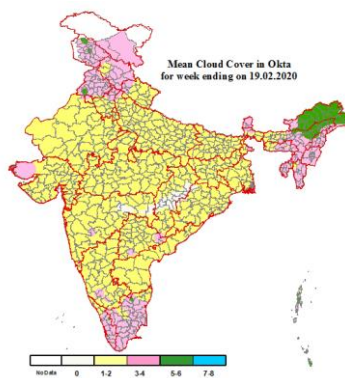 Mean Cloud Cover in Okta
for week ending on 19.02.2020
No Data 0 1-2 3-4 5-6 7-8